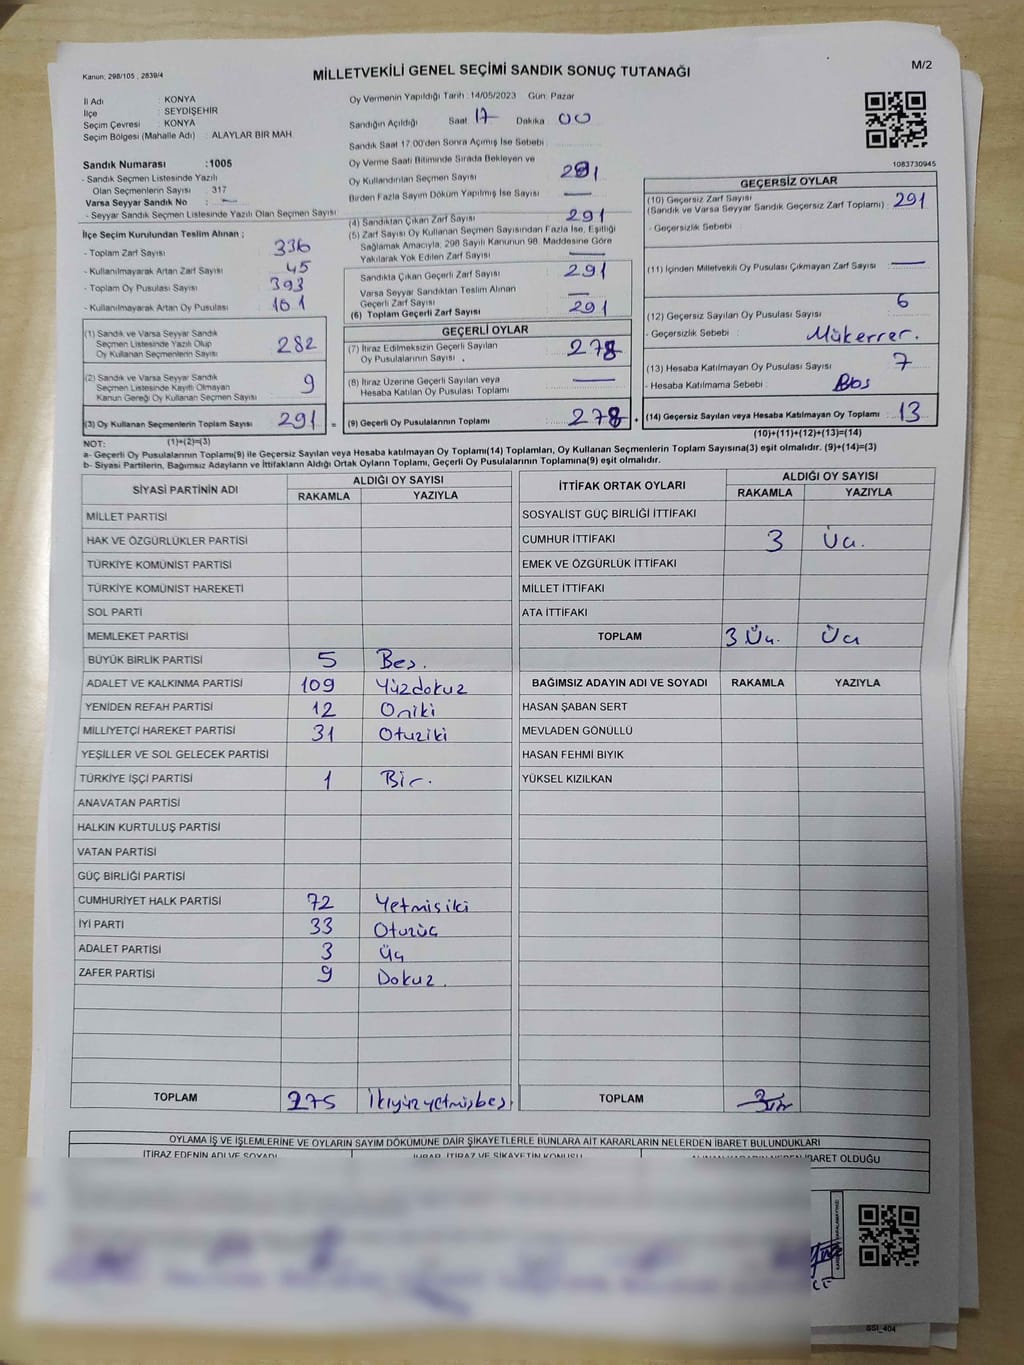 Kanun; 298/105 , 2839/4
MİLLETVEKİLİ GENEL SEÇİMİ SANDIK SONUÇ TUTANAĞI
M/2
İl Adı : KONYA
İlçe : SEYDİŞEHİR
Seçim Çevresi : KONYA
Seçim Bölgesi (Mahalle Adı) : ALAYLAR BİR MAH.
Sandık Numarası :1005
- Sandık Seçmen Listesinde Yazılı
Olan Seçmenlerin Sayısı : 317
Varsa Seyyar Sandık No : —
- Seyyar Sandık Seçmen Listesinde Yazılı Olan Seçmen Sayısı
İlçe Seçim Kurulundan Teslim Alınan ;
- Toplam Zarf Sayısı : 336
- Kullanılmayarak Artan Zarf Sayısı : 45
- Toplam Oy Pusulası : 393
- Kullanılmayarak Artan Oy Pusulası : 101
(1) Sandık ve Varsa Seyyar Sandık
Seçmen Listesinde Yazılı Olup
Oy Kullanan Seçmenlerin Sayısı : 282
(2) Sandık ve Varsa Seyyar Sandık
Seçmen Listesinde Kayıtlı Olmayan
Kanun Gereği Oy Kullanan Seçmen Sayısı : 9
(3) Oy Kullanan Seçmenlerin Toplam Sayısı : 291
(1)+(2)=(3)
Oy Vermenin Yapıldığı Tarih : 14/05/2023 Gün: Pazar
Sandığın Açıldığı Saat : 17 Dakika : 00
Sandık Saat 17:00'den Sonra Açımış İse Sebebi :
Oy Verme Saati Bitiminde Sırada Bekleyen ve
Oy Kullandırılan Seçmen Sayısı : 291
Birden Fazla Sayım Döküm Yapılmış İse Sayısı : —
(4) Sandıktan Çıkan Zarf Sayısı : 291
(5) Zarf Sayısı Oy Kullanan Seçmen Sayısından Fazla İse, Eşitliği
Sağlamak Amacıyla, 298 Sayılı Kanunun 98. Maddesine Göre
Yakılarak Yok Edilen Zarf Sayısı : —
Sandıkta Çıkan Geçerli Zarf Sayısı : 291
Varsa Seyyar Sandıktan Teslim Alınan
Geçerli Zarf Sayısı : —
(6) Toplam Geçerli Zarf Sayısı : 291
GEÇERLİ OYLAR
(7) İtiraz Edilmeksizin Geçerli Sayılan
Oy Pusulalarının Sayısı : 278
(8) İtiraz Üzerine Geçerli Sayılan veya
Hesaba Katılan Oy Pusulası Toplamı : —
= (9) Geçerli Oy Pusulalarının Toplamı : 278 +
1083730945
GEÇERSİZ OYLAR
(10) Geçersiz Zarf Sayısı
(Sandık ve Varsa Seyyar Sandık Geçersiz Zarf Toplamı) : 291
- Geçersizlik Sebebi :
(11) İçinden Milletvekili Oy Pusulası Çıkmayan Zarf Sayısı : —
(12) Geçersiz Sayılan Oy Pusulası Sayısı : 6
- Geçersizlik Sebebi : Mükerrer.
(13) Hesaba Katılmayan Oy Pusulası Sayısı : 7
- Hesaba Katılmama Sebebi : Boş
(14) Geçersiz Sayılan veya Hesaba Katılmayan Oy Toplamı : 13
(10)+(11)+(12)+(13)=(14)
NOT:
a- Geçerli Oy Pusulalarının Toplamı(9) ile Geçersiz Sayılan veya Hesaba katılmayan Oy Toplamı(14) Toplamları, Oy Kullanan Seçmenlerin Toplam Sayısına(3) eşit olmalıdır. (9)+(14)=(3)
b- Siyasi Partilerin, Bağımsız Adayların ve İttifakların Aldığı Ortak Oyların Toplamı, Geçerli Oy Pusulalarının Toplamına(9) eşit olmalıdır.
SİYASİ PARTİNİN ADI ALDIĞI OY SAYISI
RAKAMLA YAZIYLA
MİLLET PARTİSİ
HAK VE ÖZGÜRLÜKLER PARTİSİ
TÜRKİYE KOMÜNİST PARTİSİ
TÜRKİYE KOMÜNİST HAREKETİ
SOL PARTİ
MEMLEKET PARTİSİ
BÜYÜK BİRLİK PARTİSİ 5 Beş.
ADALET VE KALKINMA PARTİSİ 109 Yüzdokuz
YENİDEN REFAH PARTİSİ 12 Oniki
MİLLİYETÇİ HAREKET PARTİSİ 31 Otuziki
YEŞİLLER VE SOL GELECEK PARTİSİ
TÜRKİYE İŞÇİ PARTİSİ 1 Bir.
ANAVATAN PARTİSİ
HALKIN KURTULUŞ PARTİSİ
VATAN PARTİSİ
GÜÇ BİRLİĞİ PARTİSİ
CUMHURİYET HALK PARTİSİ 72 Yetmisiki
İYİ PARTİ 33 Otuzüç
ADALET PARTİSİ 3 Üç
ZAFER PARTİSİ 9 Dokuz.
TOPLAM 275 İkiyüzyetmişbeş
İTTİFAK ORTAK OYLARI ALDIĞI OY SAYISI
RAKAMLA YAZIYLA
SOSYALİST GÜÇ BİRLİĞİ İTTİFAKI
CUMHUR İTTİFAKI 3 Üç.
EMEK VE ÖZGÜRLÜK İTTİFAKI
MİLLET İTTİFAKI
ATA İTTİFAKI
TOPLAM 3 Üç. Üç
BAĞIMSIZ ADAYIN ADI VE SOYADI RAKAMLA YAZIYLA
HASAN ŞABAN SERT
MEVLADEN GÖNÜLLÜ
HASAN FEHMİ BIYIK
YÜKSEL KIZILKAN
TOPLAM
OYLAMA İŞ VE İŞLEMLERİNE VE OYLARIN SAYIM DÖKÜMÜNE DAİR ŞİKAYETLERLE BUNLARA AİT KARARLARIN NELERDEN İBARET BULUNDUKLARI
İTİRAZ EDENİN ADI VE SOYADI
İHBAR, İTİRAZ VE ŞİKAYETİN KONUSU
İBARET OLDUĞU
SSİ_404